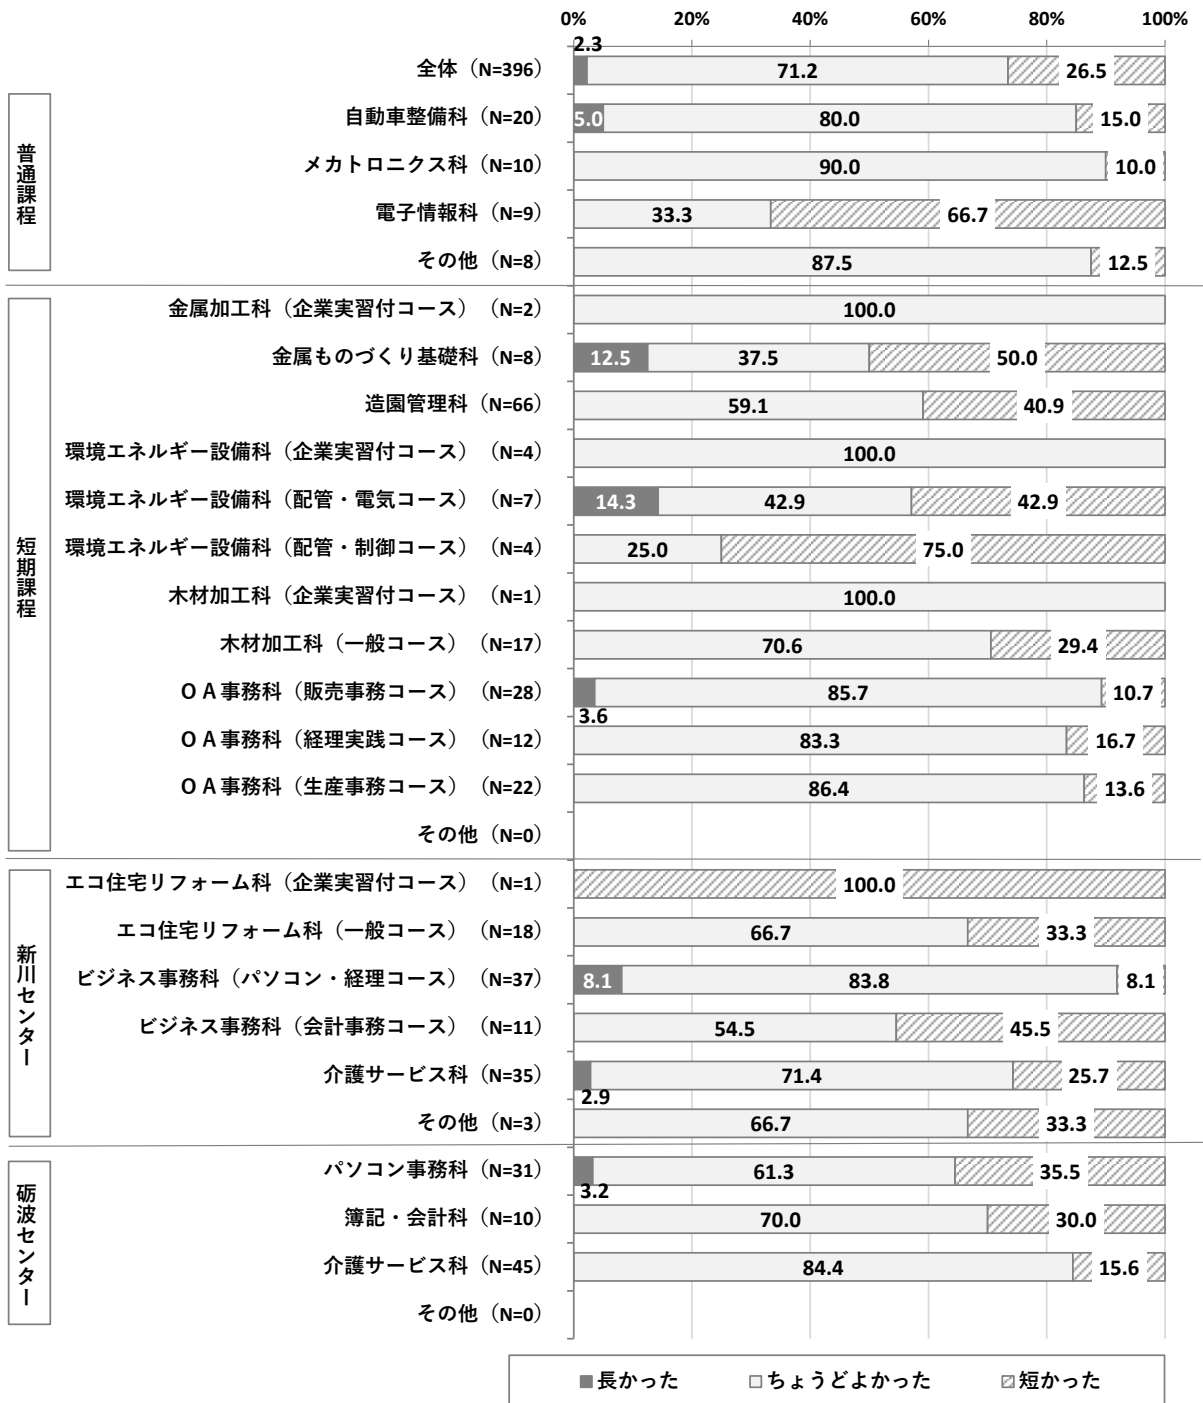 0% 20% 40% 60% 80% 100%
2.3
全体（N=396） 71.2 26.5
普通課程
自動車整備科（N=20） 5.0 80.0 15.0
メカトロニクス科（N=10） 90.0 10.0
電子情報科（N=9） 33.3 66.7
その他（N=8） 87.5 12.5
短期課程
金属加工科（企業実習付コース）（N=2） 100.0
金属ものづくり基礎科（N=8） 12.5 37.5 50.0
造園管理科（N=66） 59.1 40.9
環境エネルギー設備科（企業実習付コース）（N=4） 100.0
環境エネルギー設備科（配管・電気コース）（N=7） 14.3 42.9 42.9
環境エネルギー設備科（配管・制御コース）（N=4） 25.0 75.0
木材加工科（企業実習付コース）（N=1） 100.0
木材加工科（一般コース）（N=17） 70.6 29.4
ＯＡ事務科（販売事務コース）（N=28） 85.7 10.7
3.6
ＯＡ事務科（経理実践コース）（N=12） 83.3 16.7
ＯＡ事務科（生産事務コース）（N=22） 86.4 13.6
その他（N=0）
新川センター
エコ住宅リフォーム科（企業実習付コース）（N=1） 100.0
エコ住宅リフォーム科（一般コース）（N=18） 66.7 33.3
ビジネス事務科（パソコン・経理コース）（N=37） 8.1 83.8 8.1
ビジネス事務科（会計事務コース）（N=11） 54.5 45.5
介護サービス科（N=35） 71.4 25.7
2.9
その他（N=3） 66.7 33.3
砺波センター
パソコン事務科（N=31） 61.3 35.5
3.2
簿記・会計科（N=10） 70.0 30.0
介護サービス科（N=45） 84.4 15.6
その他（N=0）
長かった ちょうどよかった 短かった